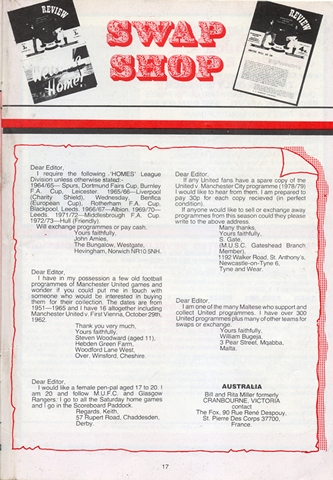 REVIEW
REVIEW
SWAP
SHOP
Home!
Dear Editor,
I require the following 'HOMES' League
Division unless otherwise stated:-
1964/65— Spurs, Dortmund Fairs Cup, Burnley
F.A. Cup, Leicester. 1965/66—Liverpool
(Charity Shield), Wednesday, Benfica
(European Cup), Rotherham F.A. Cup,
Blackpool, Leeds. 1966/67—Albion. 1969/70—
Leeds. 1971/72—Middlesbrough F.A. Cup.
1972/73—Hull (Friendly).
Will exchange programmes or pay cash.
Yours faithfully,
John Amies,
The Bungalow, Westgate,
Hevingham, Norwich NR10 5NH.
Dear Editor,
I have in my possession a few old football
programmes of Manchester United games and
wonder if you could put me in touch with
someone who would be interested in buying
them for their collection. The dates are from
1951—1965 and I have 16 altogether including
Manchester United v. First Vienna, October 29th,
1962.
Thank you very much,
Yours faithfully,
Steven Woodward (aged 11),
Hebden Green Farm,
Woodford Lane West,
Over, Winsford, Cheshire.
Dear Editor,
I would like a female pen-pal aged 17 to 20. I
am 20 and follow M.U.F.C. and Glasgow
Rangers. I go to all the Saturday home games
and I go in the Scoreboard Paddock.
Regards, Keith,
57 Rupert Road, Chaddesden,
Derby.
Dear Editor,
If any United fans have a spare copy of the
United v. Manchester City programme (1978/79)
I would like to hear from them. I am prepared to
pay 30p for each copy recieved (in perfect
condition).
If anyone would like to sell or exchange away
programmes from this season could they please
write to the above address.
Many thanks,
Yours faithfully,
S. Gate,
(M.U.S.C. Gateshead Branch
Member),
1192 Walker Road, St. Anthony's,
Newcastle-on-Tyne 6,
Tyne and Wear.
Dear Editor,
I am one of the many Maltese who support and
collect United programmes. I have over 300
United programmes plus many of other teams for
swaps or exchange.
Yours faithfully,
William Bugeja,
3 Pear Street, Mqabba,
Malta.
AUSTRALIA
Bill and Rita Miller formerly
CRANBOURNE, VICTORIA
contact
The Fox, 90 Rue René Despouy,
St. Pierre Des Corps 37700,
France.
17